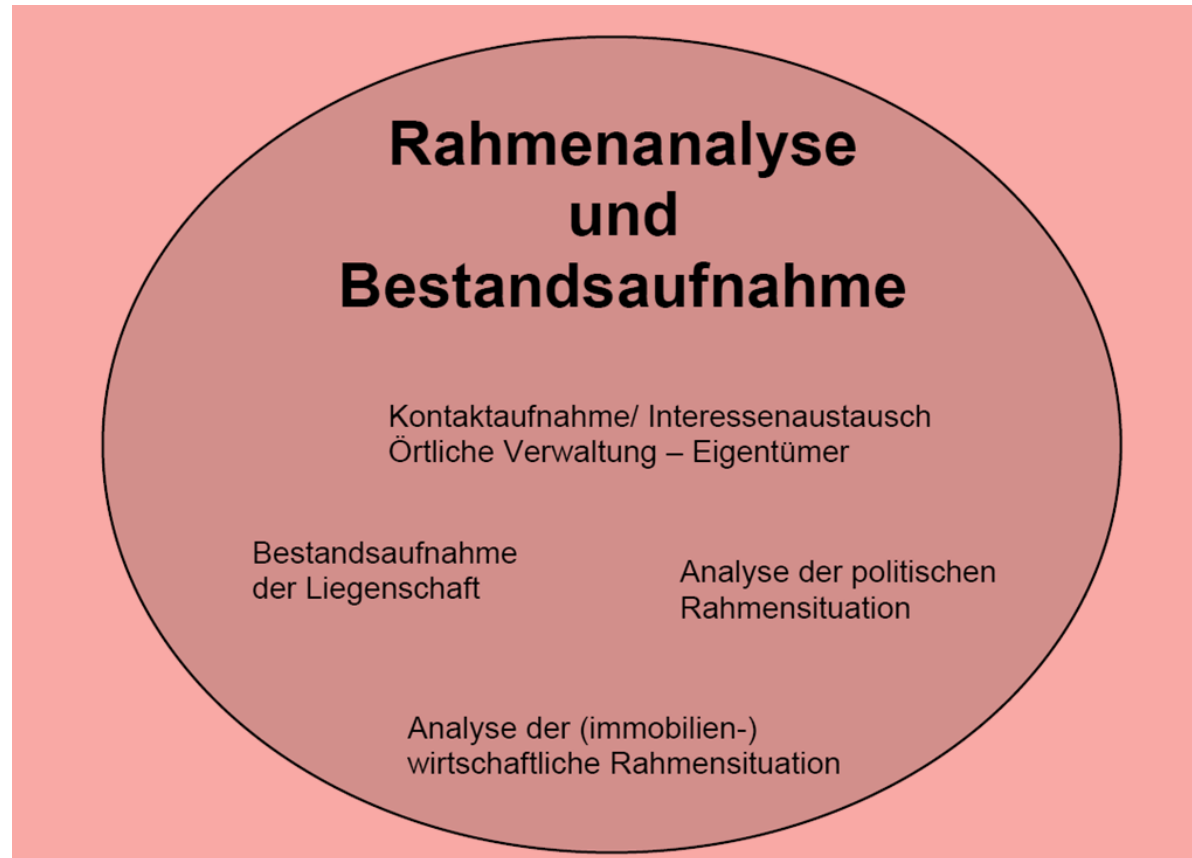 Rahmenanalyse
und
Bestandsaufnahme
Kontaktaufnahme/ Interessenaustausch
Örtliche Verwaltung – Eigentümer
Bestandsaufnahme
der Liegenschaft
Analyse der politischen
Rahmensituation
Analyse der (immobilien-)
wirtschaftliche Rahmensituation